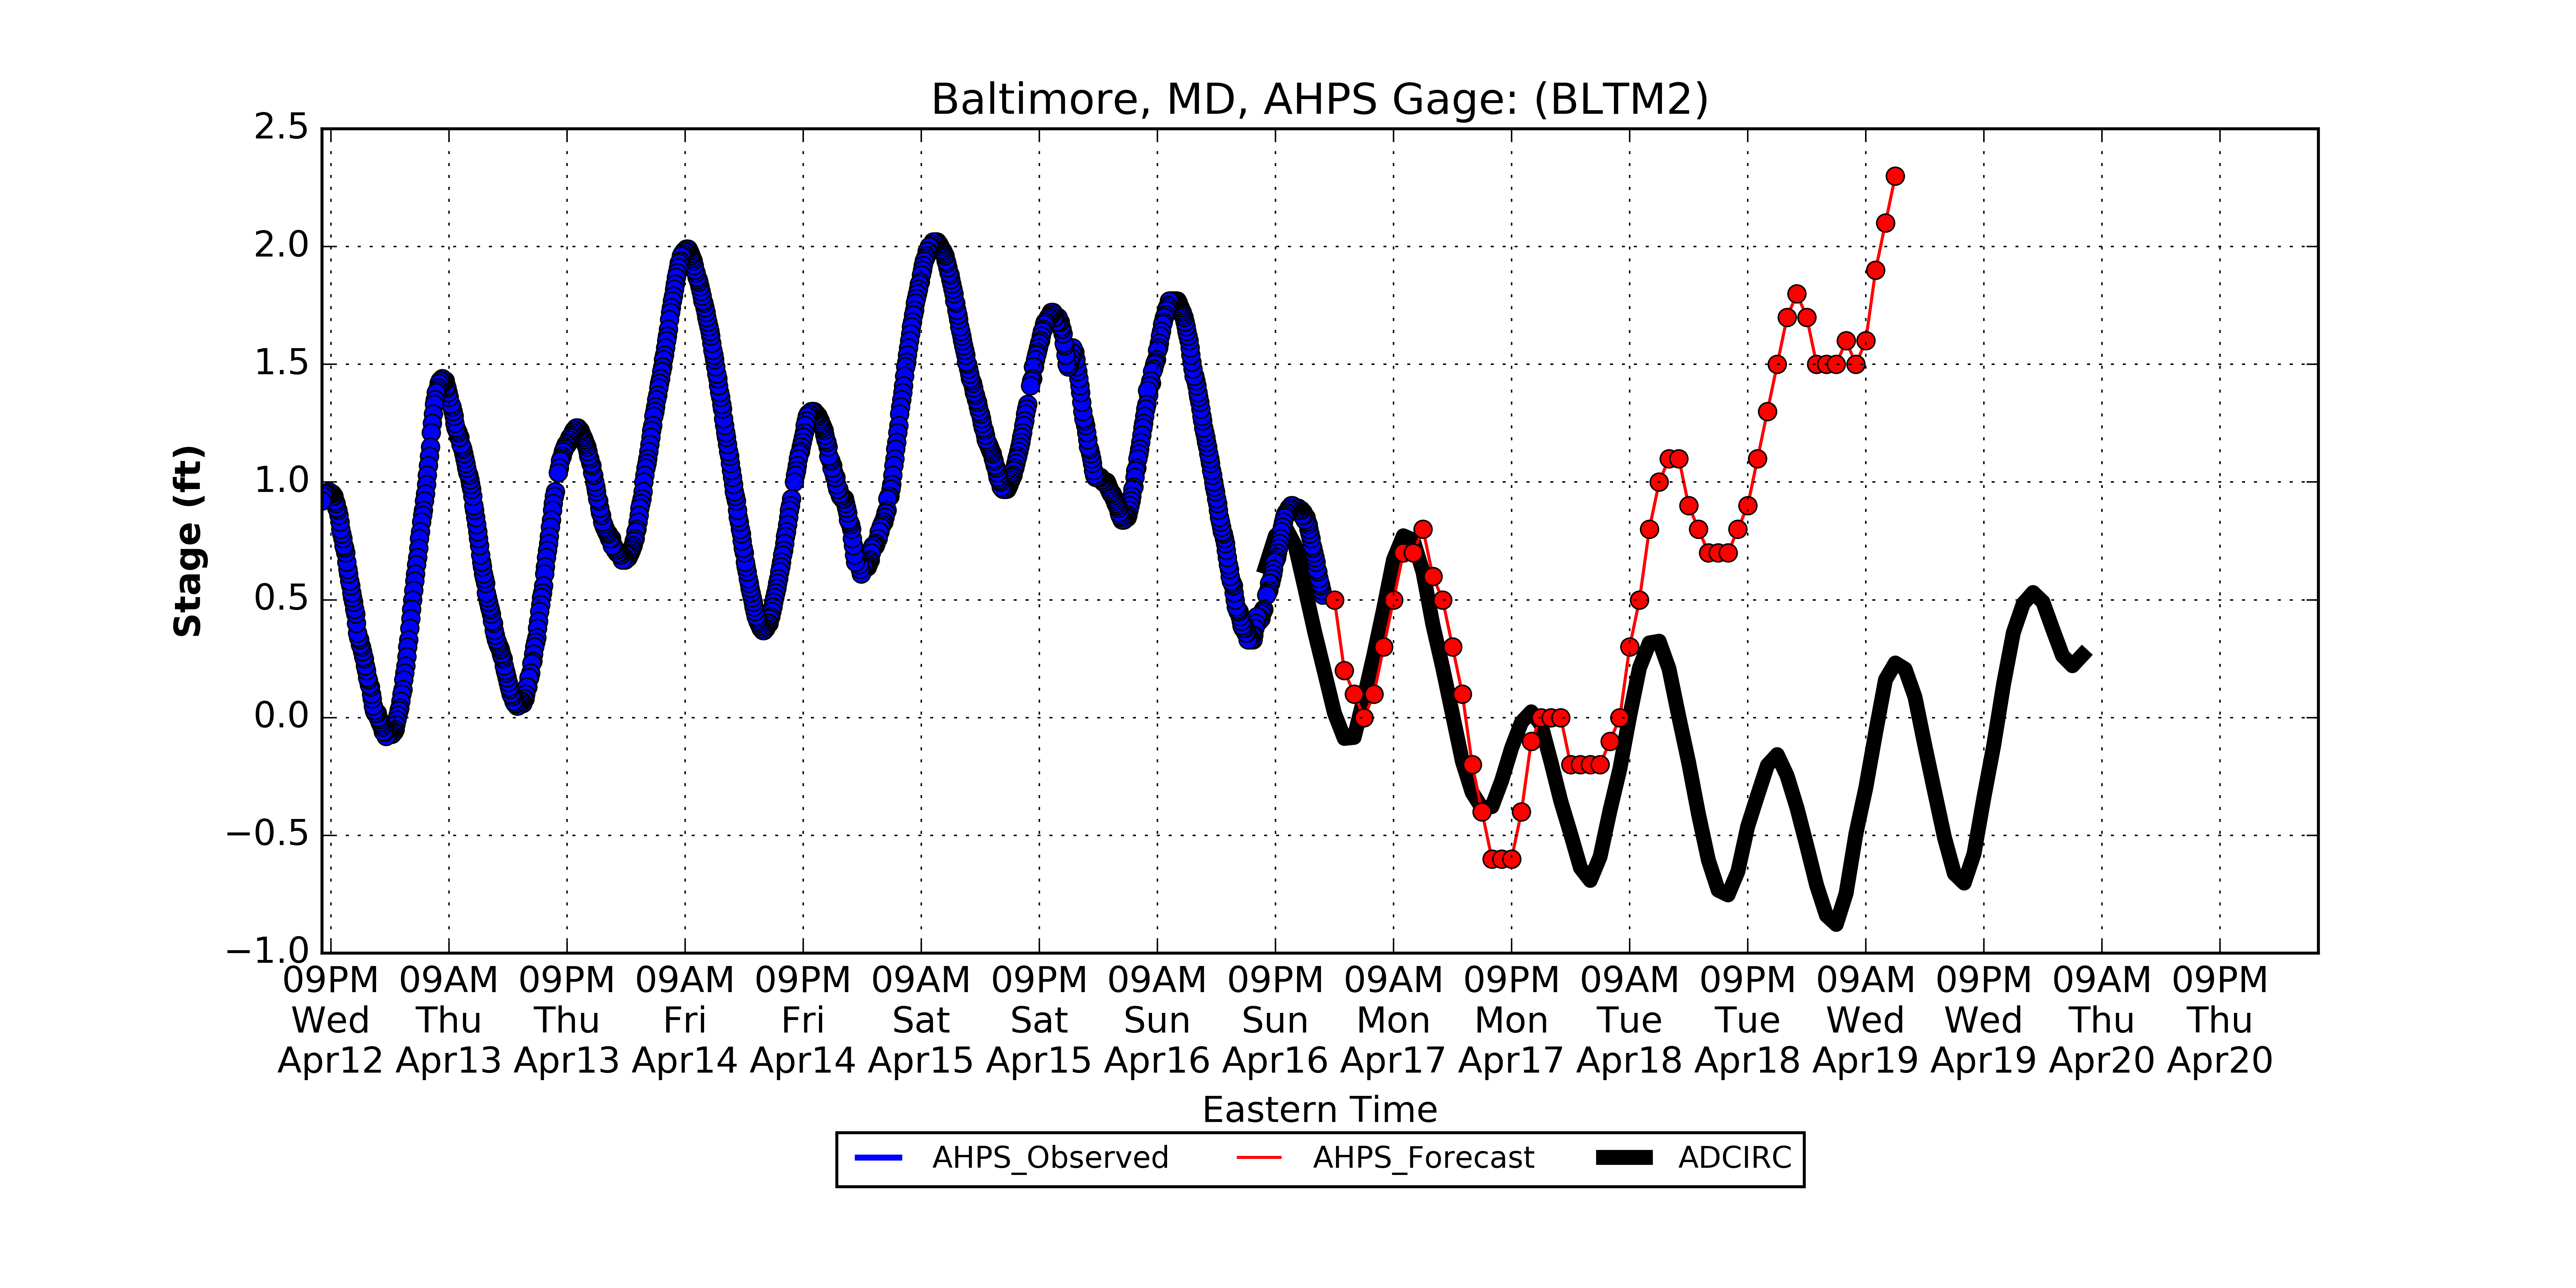 Baltimore, MD, AHPS Gage: (BLTM2)
2.5
2.0
1.5
1.0
0.5
0.0
−0.5
−1.0
Stage (ft)
09PM 09AM 09PM 09AM 09PM 09AM 09PM 09AM 09PM 09AM 09PM 09AM 09PM 09AM 09PM 09AM 09PM
Wed Thu Thu Fri Fri Sat Sat Sun Sun Mon Mon Tue Tue Wed Wed Thu Thu
Apr12 Apr13 Apr13 Apr14 Apr14 Apr15 Apr15 Apr16 Apr16 Apr17 Apr17 Apr18 Apr18 Apr19 Apr19 Apr20 Apr20
Eastern Time
AHPS_Observed AHPS_Forecast ADCIRC